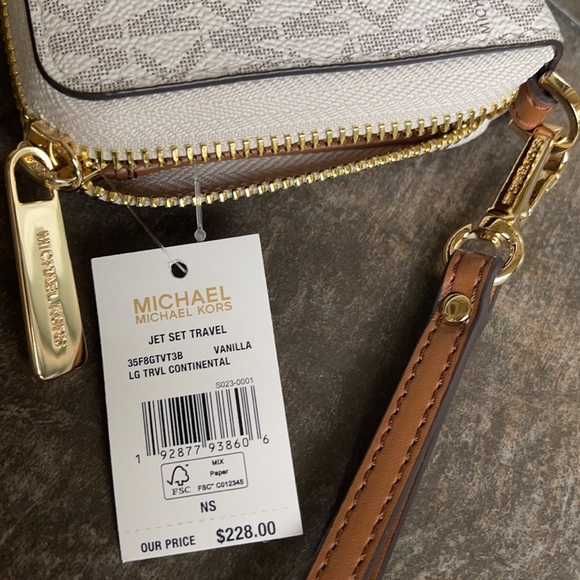 MICHAEL KORS
MICHAEL
MICHAEL KORS
JET SET TRAVEL
35F8GTVT3B VANILLA
LG TRVL CONTINENTAL
S023-0001
1 92877 93860 6
FSC
MIX
Paper
FSC® C012345
NS
OUR PRICE $228.00